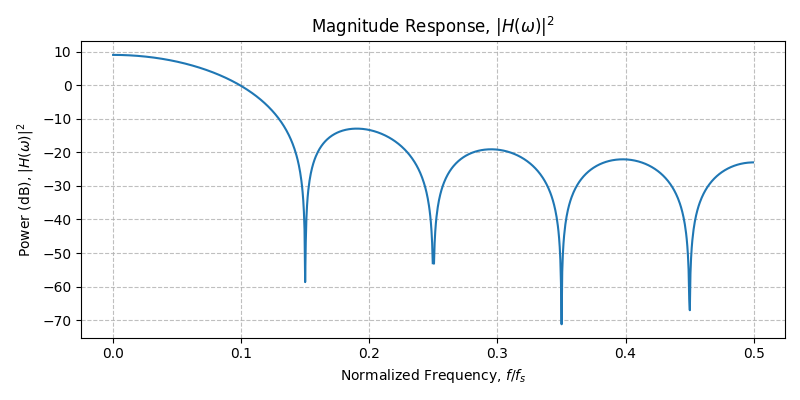 Magnitude Response, |H(ω)|²
Power (dB), |H(ω)|²
10
0
−10
−20
−30
−40
−50
−60
−70
0.0 0.1 0.2 0.3 0.4 0.5
Normalized Frequency, f/fₛ